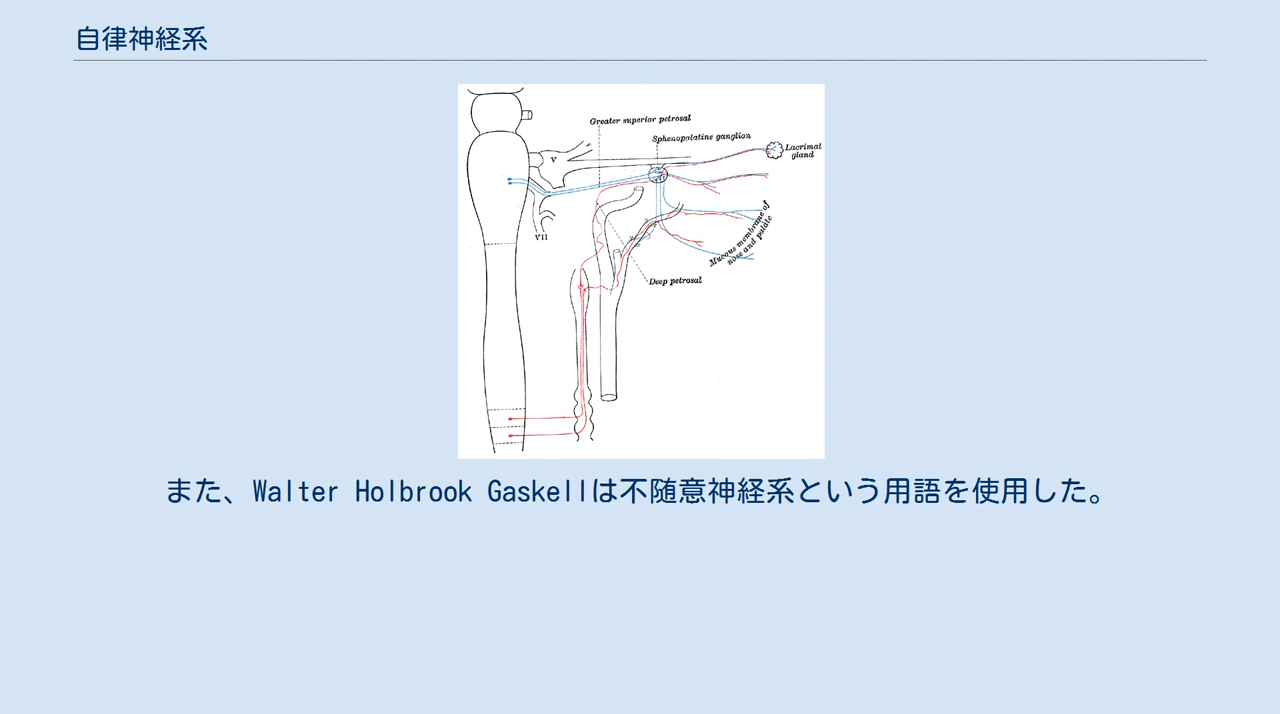 自律神経系
Greater superior petrosal
Sphenopalatine ganglion
Lacrimal
gland
V
VII
Mucous membrane of
nose and palate
Deep petrosal
また、Walter Holbrook Gaskellは不随意神経系という用語を使用した。